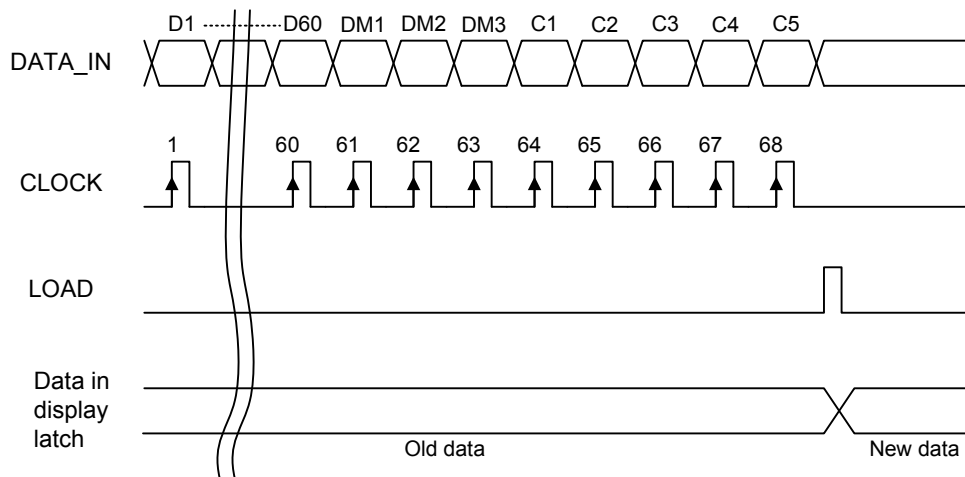 D1 D60 DM1 DM2 DM3 C1 C2 C3 C4 C5
DATA_IN
1 60 61 62 63 64 65 66 67 68
CLOCK
LOAD
Data in
display
latch
Old data New data